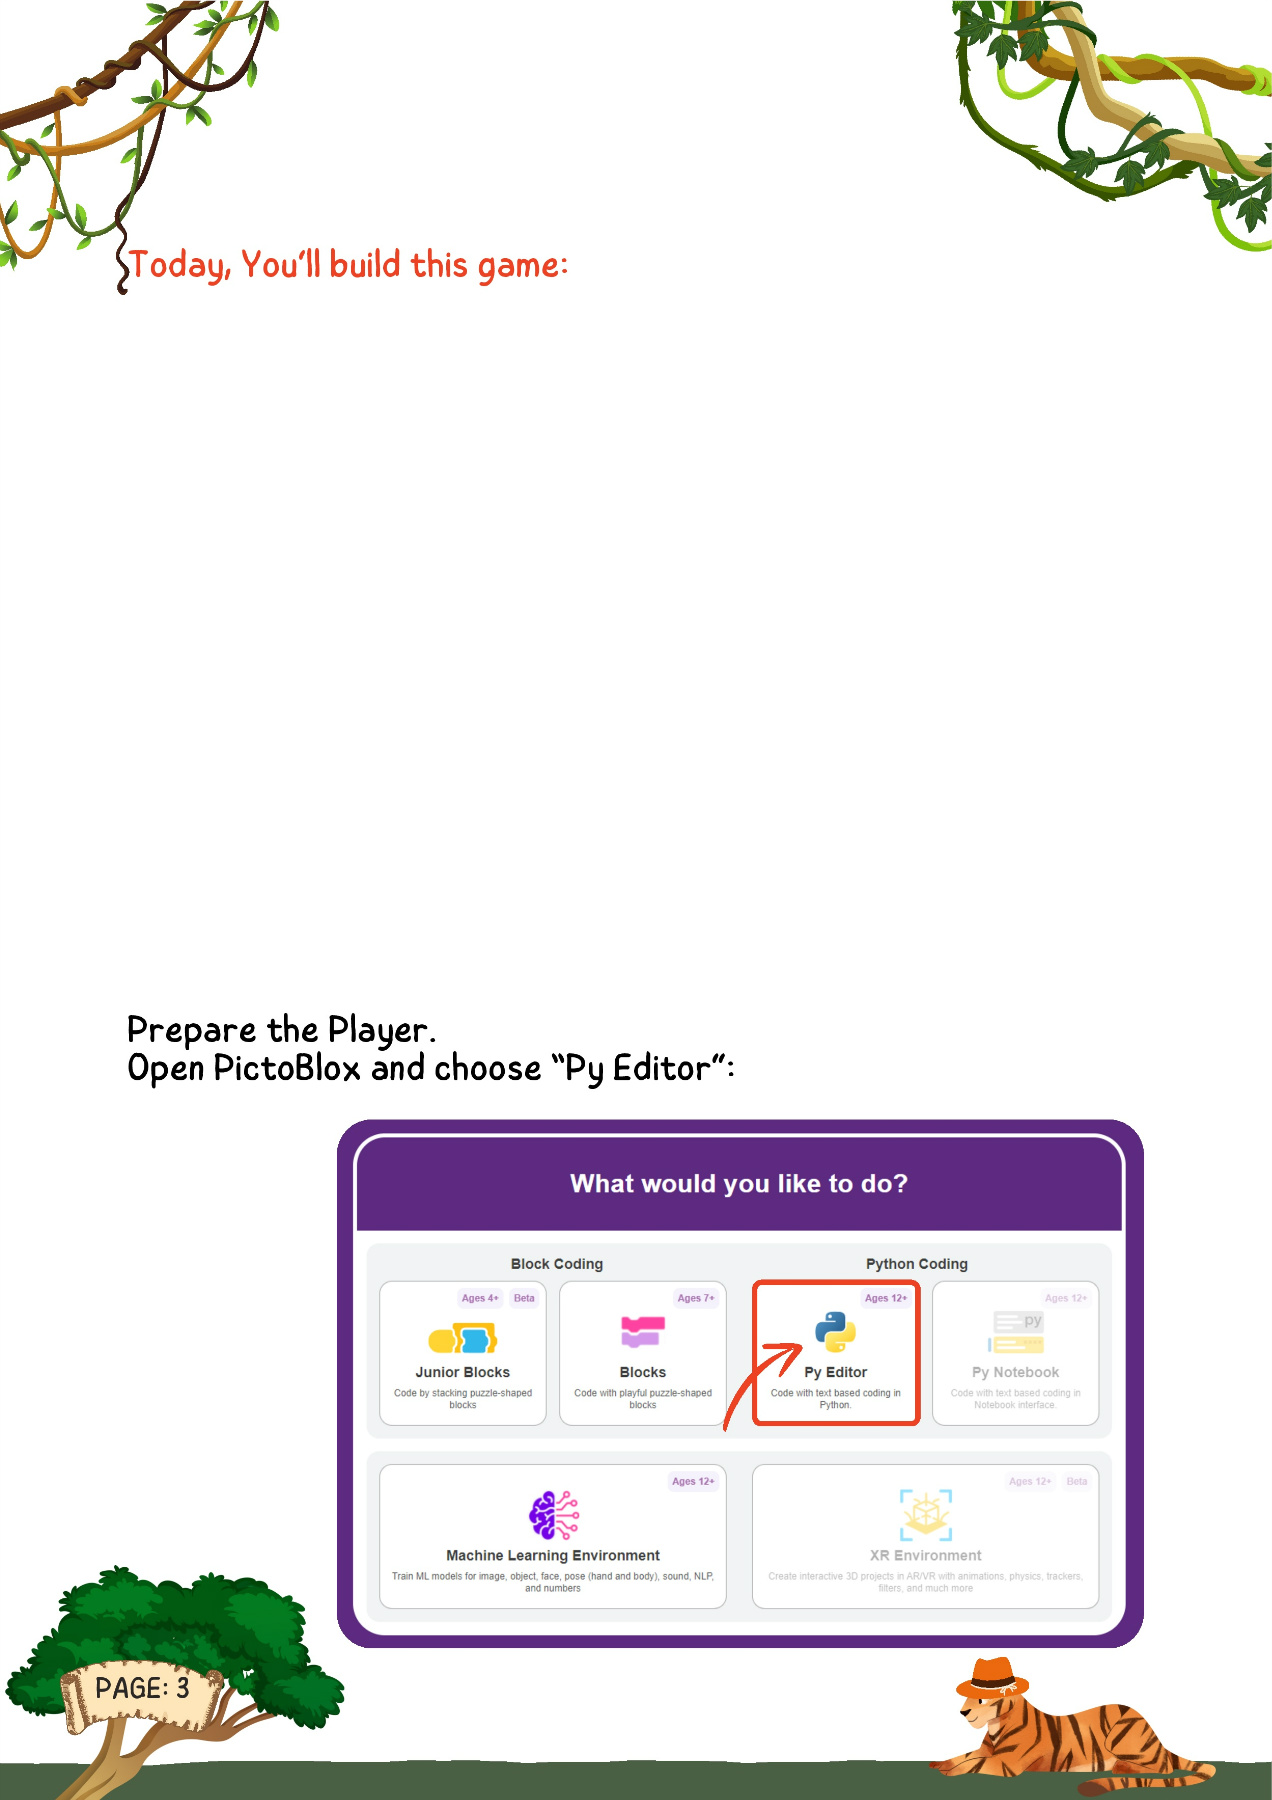 Today, You'll build this game:
Prepare the Player.
Open PictoBlox and choose “Py Editor”:
What would you like to do?
Block Coding
Python Coding
Ages 4+ Beta
Junior Blocks
Code by stacking puzzle-shaped
blocks
Ages 7+
Blocks
Code with playful puzzle-shaped
blocks
Ages 12+
Py Editor
Code with text based coding in
Python.
Ages 12+
py
Py Notebook
Code with text based coding in
Notebook interface.
Ages 12+
Machine Learning Environment
Train ML models for image, object, face, pose (hand and body), sound, NLP,
and numbers
Ages 12+ Beta
XR Environment
Create interactive 3D projects in AR/VR with animations, physics, trackers,
filters, and much more
PAGE: 3